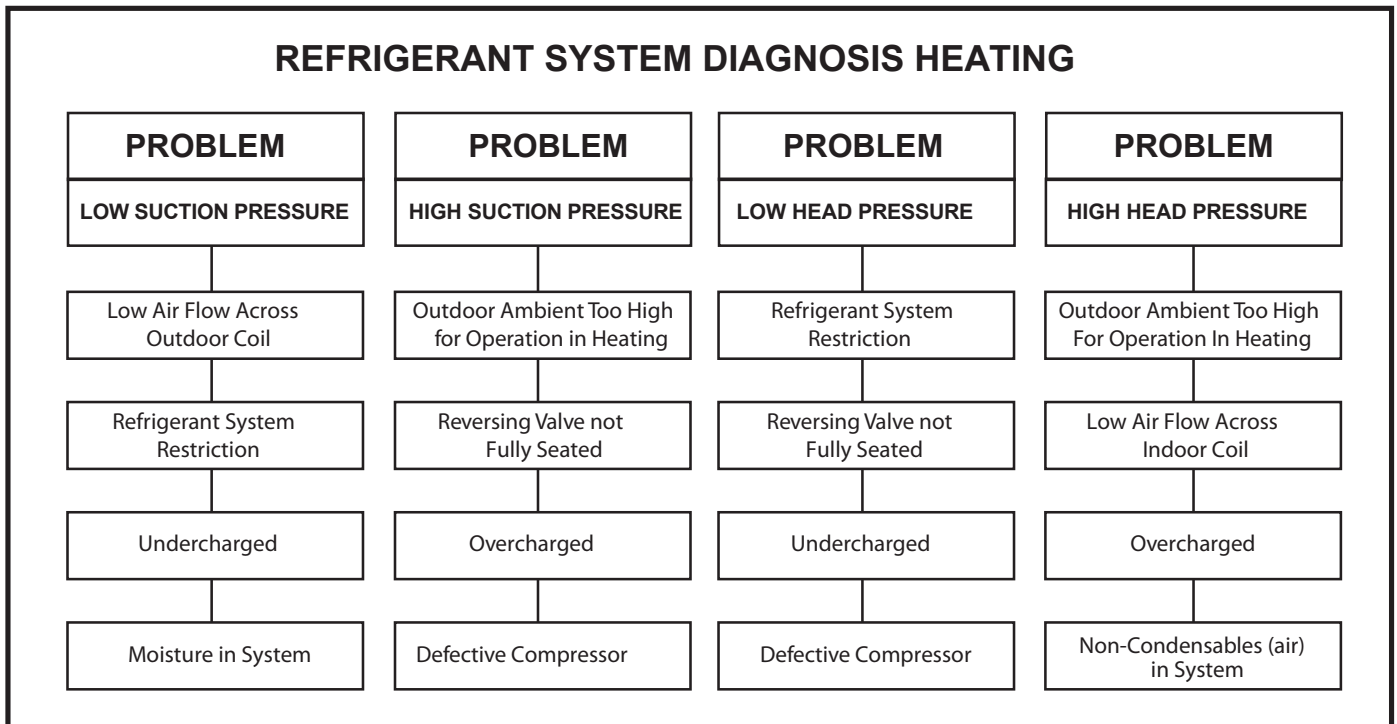 REFRIGERANT SYSTEM DIAGNOSIS HEATING
PROBLEM
LOW SUCTION PRESSURE
Low Air Flow Across
Outdoor Coil
Refrigerant System
Restriction
Undercharged
Moisture in System
PROBLEM
HIGH SUCTION PRESSURE
Outdoor Ambient Too High
for Operation in Heating
Reversing Valve not
Fully Seated
Overcharged
Defective Compressor
PROBLEM
LOW HEAD PRESSURE
Refrigerant System
Restriction
Reversing Valve not
Fully Seated
Undercharged
Defective Compressor
PROBLEM
HIGH HEAD PRESSURE
Outdoor Ambient Too High
For Operation In Heating
Low Air Flow Across
Indoor Coil
Overcharged
Non-Condensables (air)
in System